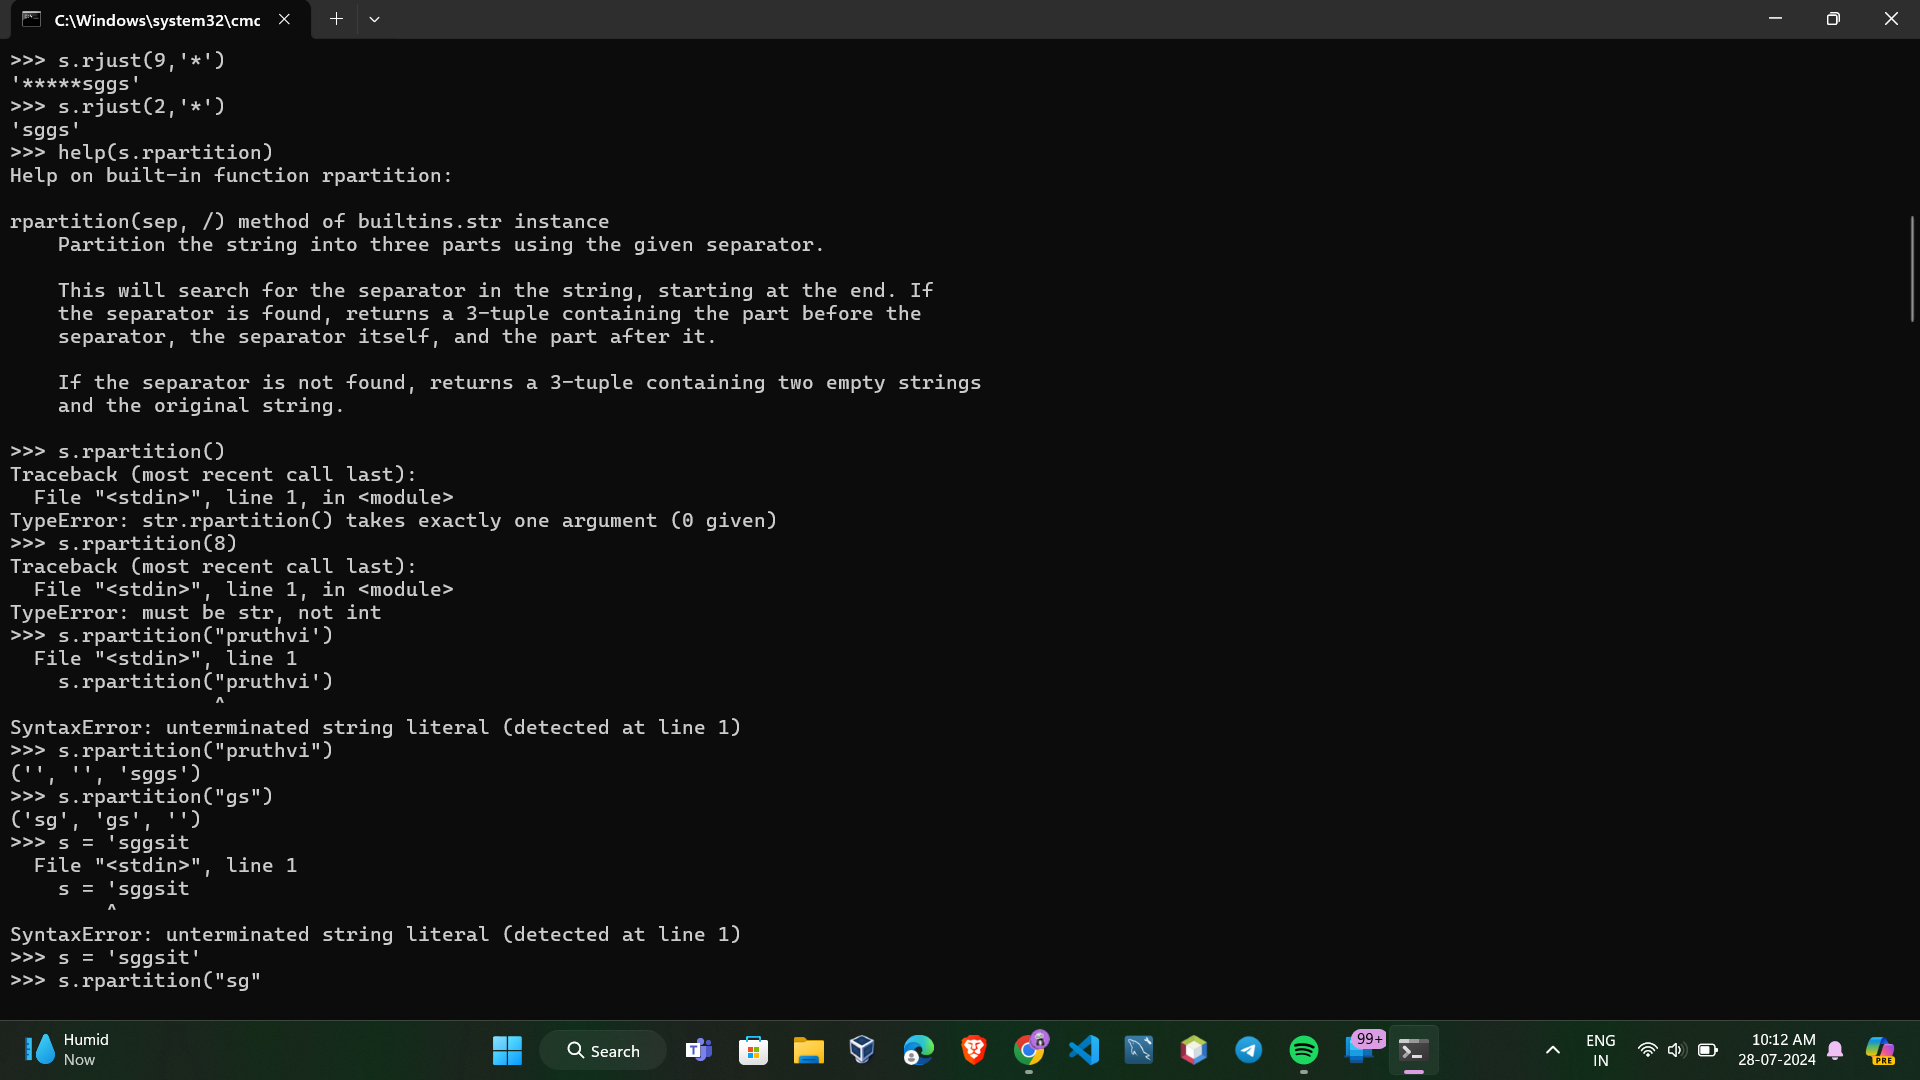 C:\Windows\system32\cmc
>>> s.rjust(9,'*')
'*****sggs'
>>> s.rjust(2,'*')
'sggs'
>>> help(s.rpartition)
Help on built-in function rpartition:
rpartition(sep, /) method of builtins.str instance
    Partition the string into three parts using the given separator.
    This will search for the separator in the string, starting at the end. If
    the separator is found, returns a 3-tuple containing the part before the
    separator, the separator itself, and the part after it.
    If the separator is not found, returns a 3-tuple containing two empty strings
    and the original string.
>>> s.rpartition()
Traceback (most recent call last):
  File "<stdin>", line 1, in <module>
TypeError: str.rpartition() takes exactly one argument (0 given)
>>> s.rpartition(8)
Traceback (most recent call last):
  File "<stdin>", line 1, in <module>
TypeError: must be str, not int
>>> s.rpartition("pruthvi')
  File "<stdin>", line 1
    s.rpartition("pruthvi')
                 ^
SyntaxError: unterminated string literal (detected at line 1)
>>> s.rpartition("pruthvi")
('', '', 'sggs')
>>> s.rpartition("gs")
('sg', 'gs', '')
>>> s = 'sggsit
  File "<stdin>", line 1
    s = 'sggsit
        ^
SyntaxError: unterminated string literal (detected at line 1)
>>> s = 'sggsit'
>>> s.rpartition("sg"
Humid
Now
Search
99+
ENG
IN
10:12 AM
28-07-2024
PRE